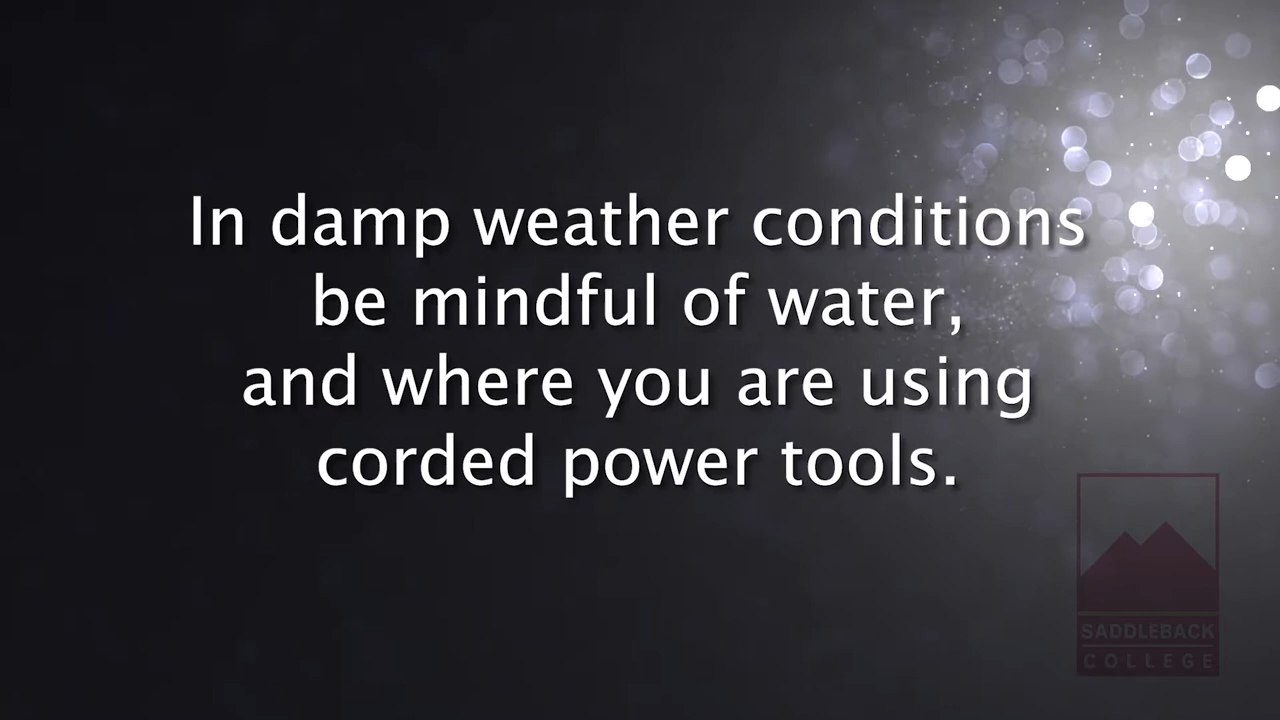 In damp weather conditions
be mindful of water,
and where you are using
corded power tools.
SADDLEBACK
COLLEGE